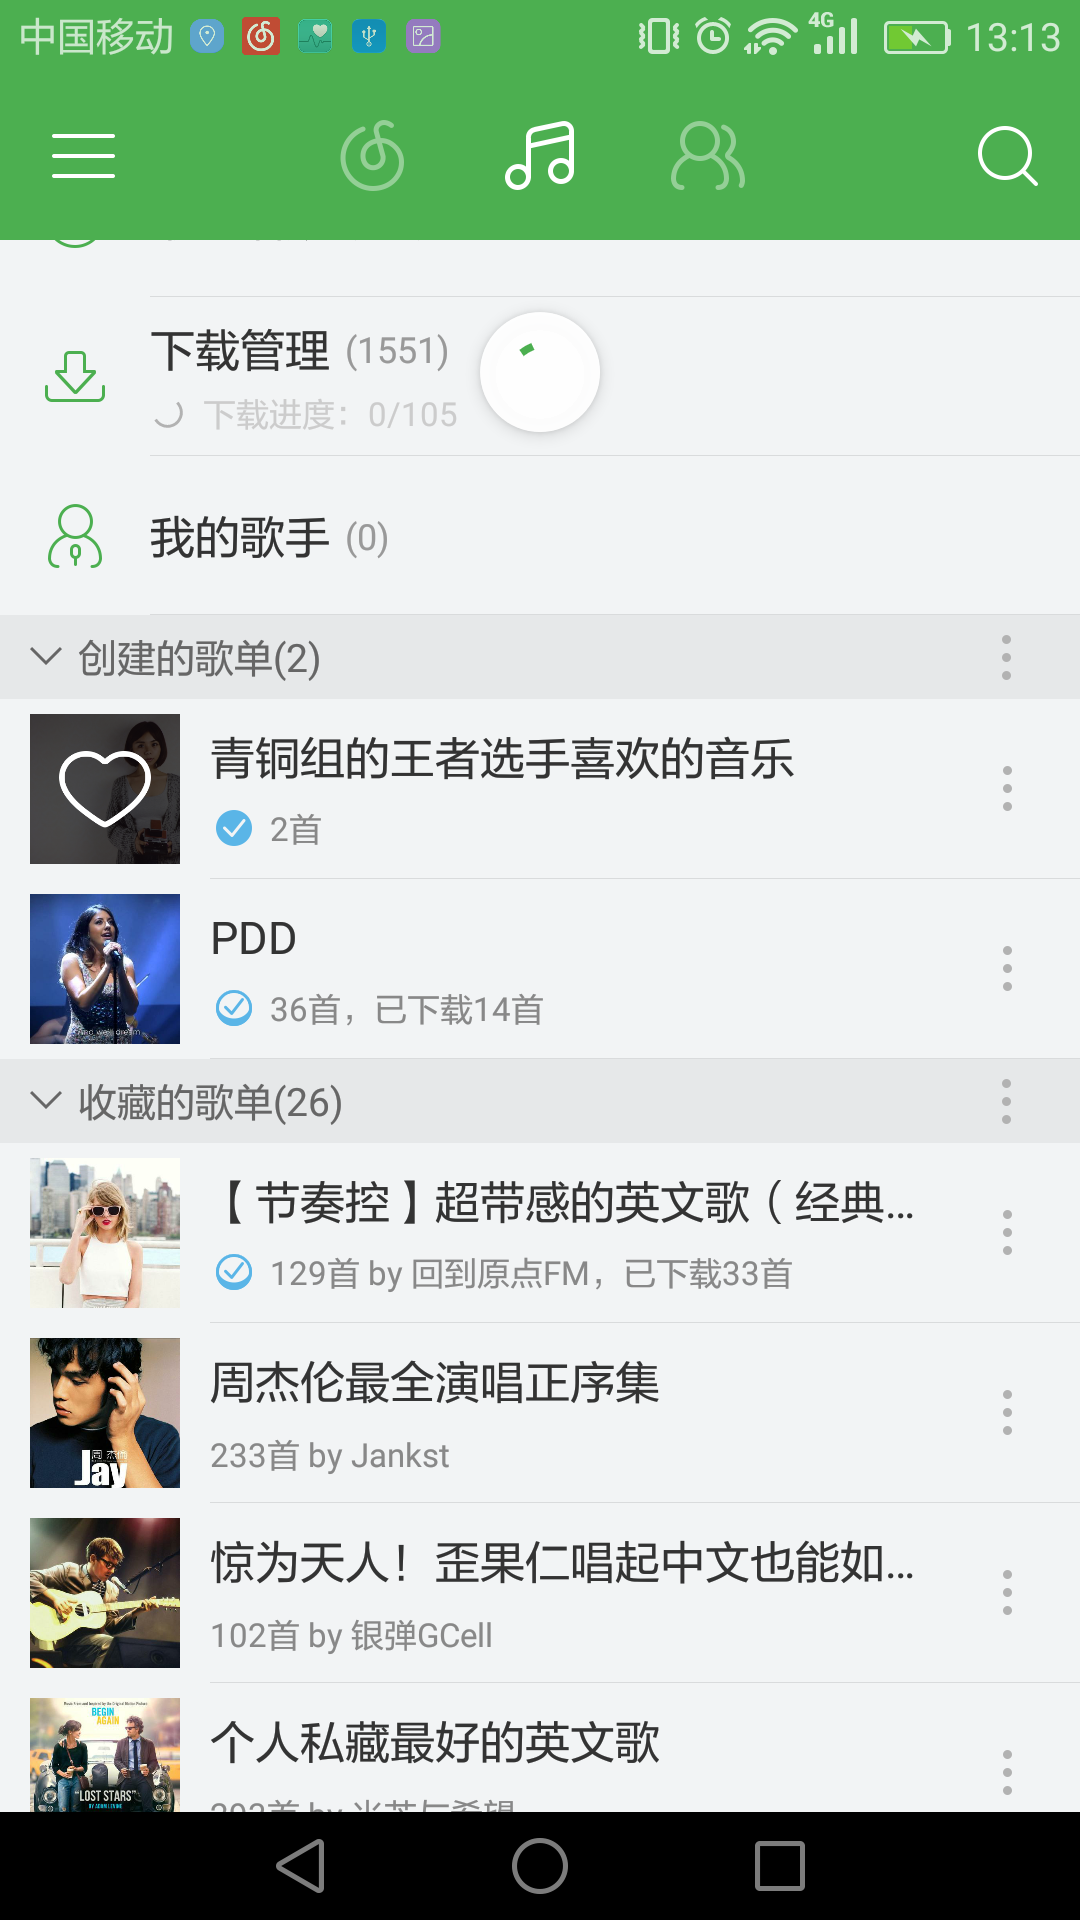 中国移动 4G 13:13
下载管理 (1551)
下载进度：0/105
我的歌手 (0)
创建的歌单(2)
青铜组的王者选手喜欢的音乐
2首
PDD
36首，已下载14首
收藏的歌单(26)
【节奏控】超带感的英文歌（经典...
129首 by 回到原点FM，已下载33首
周杰伦最全演唱正序集
233首 by Jankst
周杰倫
Jay
惊为天人！歪果仁唱起中文也能如...
102首 by 银弹GCell
个人私藏最好的英文歌
BEGIN
AGAIN
"LOST STARS"